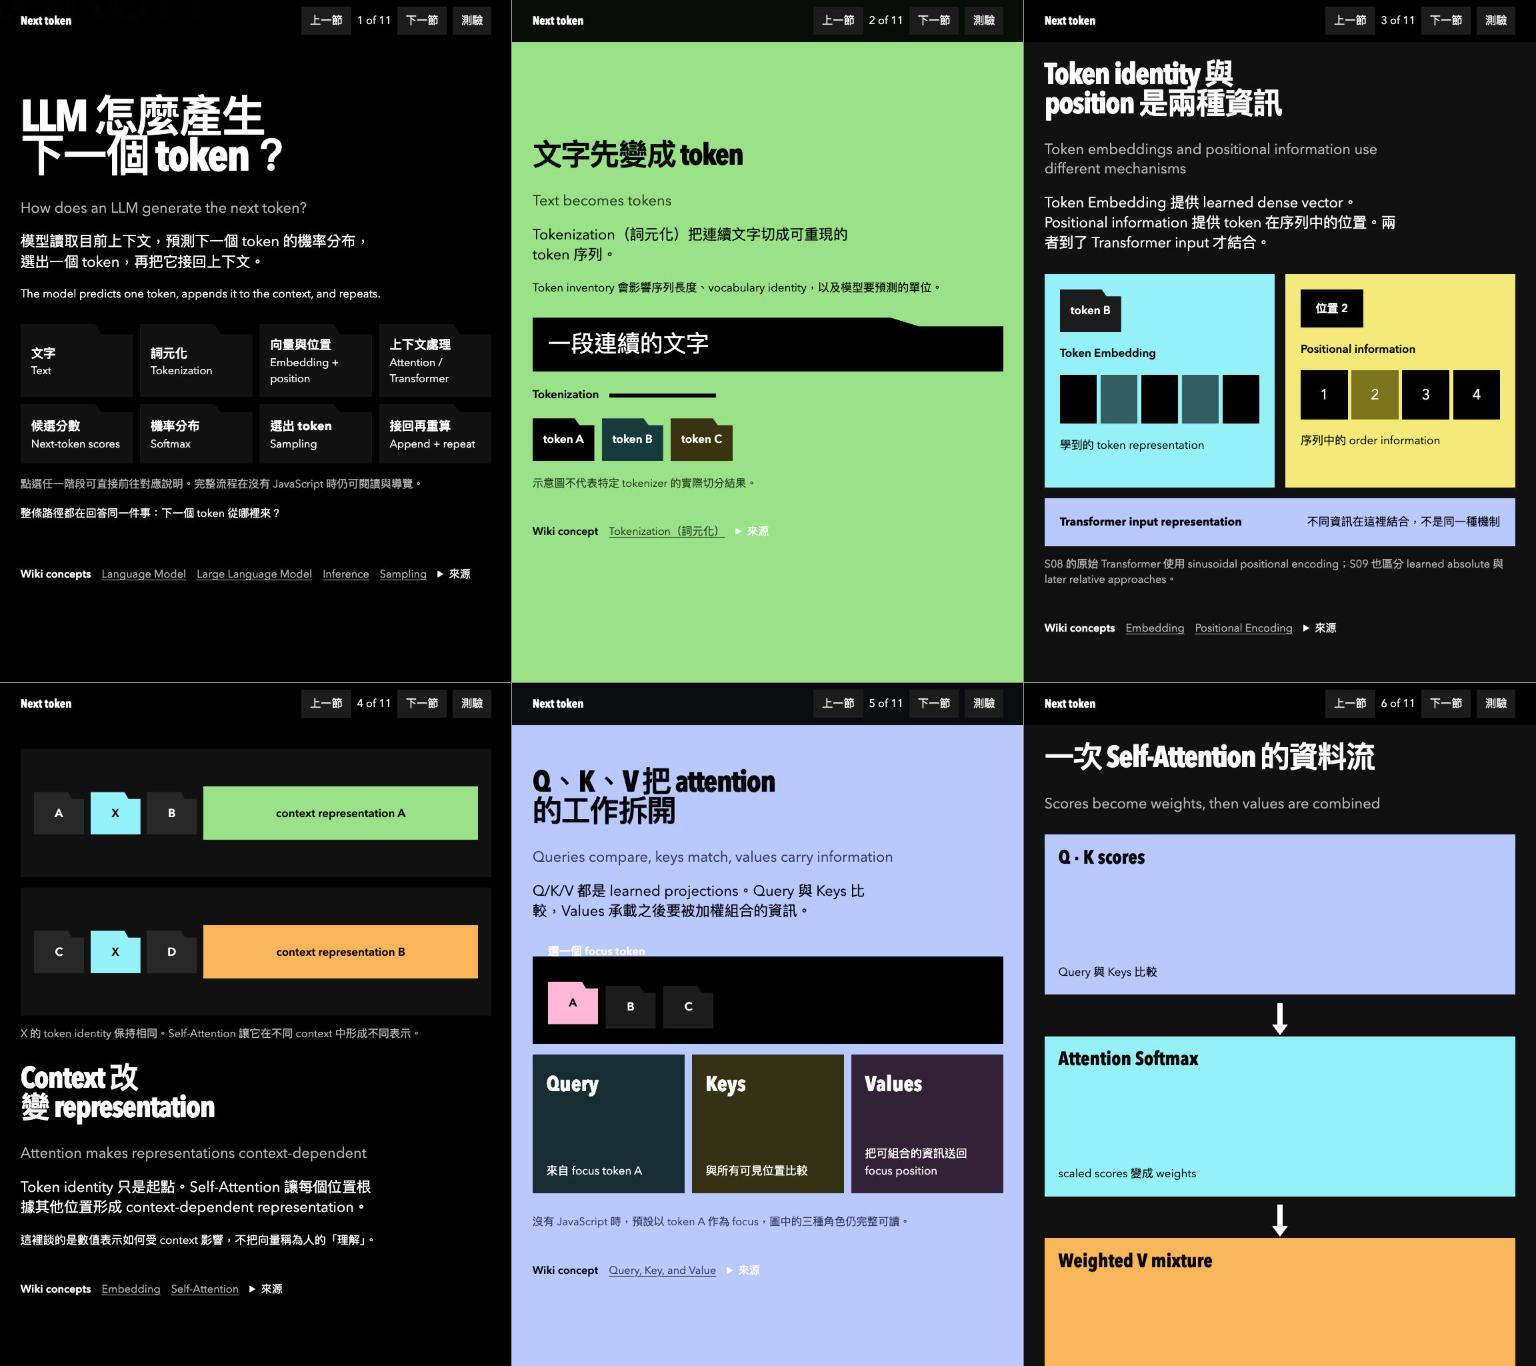 Next token
上一節 1 of 11 下一節 測驗
LLM 怎麼產生
下一個 token？
How does an LLM generate the next token?
模型讀取目前上下文，預測下一個 token 的機率分布，
選出一個 token，再把它接回上下文。
The model predicts one token, appends it to the context, and repeats.
文字
Text
詞元化
Tokenization
向量與位置
Embedding +
position
上下文處理
Attention /
Transformer
候選分數
Next-token scores
機率分布
Softmax
選出 token
Sampling
接回再重算
Append + repeat
點選任一階段可直接前往對應說明。完整流程在沒有 JavaScript 時仍可閱讀與導覽。
整條路徑都在回答同一件事：下一個 token 從哪裡來？
Wiki concepts Language Model Large Language Model Inference Sampling ▶ 來源
Next token
上一節 2 of 11 下一節 測驗
文字先變成 token
Text becomes tokens
Tokenization（詞元化）把連續文字切成可重現的
token 序列。
Token inventory 會影響序列長度、vocabulary identity，以及模型要預測的單位。
一段連續的文字
Tokenization
token A token B token C
示意圖不代表特定 tokenizer 的實際切分結果。
Wiki concept Tokenization（詞元化） ▶ 來源
Next token
上一節 3 of 11 下一節 測驗
Token identity 與
position 是兩種資訊
Token embeddings and positional information use
different mechanisms
Token Embedding 提供 learned dense vector。
Positional information 提供 token 在序列中的位置。兩
者到了 Transformer input 才結合。
token B
Token Embedding
學到的 token representation
位置 2
Positional information
1 2 3 4
序列中的 order information
Transformer input representation 不同資訊在這裡結合，不是同一種機制
S08 的原始 Transformer 使用 sinusoidal positional encoding；S09 也區分 learned absolute 與
later relative approaches。
Wiki concepts Embedding Positional Encoding ▶ 來源
Next token
上一節 4 of 11 下一節 測驗
A X B context representation A
C X D context representation B
X 的 token identity 保持相同。Self-Attention 讓它在不同 context 中形成不同表示。
Context 改
變 representation
Attention makes representations context-dependent
Token identity 只是起點。Self-Attention 讓每個位置根
據其他位置形成 context-dependent representation。
這裡談的是數值表示如何受 context 影響，不把向量稱為人的「理解」。
Wiki concepts Embedding Self-Attention ▶ 來源
Next token
上一節 5 of 11 下一節 測驗
Q、K、V 把 attention
的工作拆開
Queries compare, keys match, values carry information
Q/K/V 都是 learned projections。Query 與 Keys 比
較，Values 承載之後要被加權組合的資訊。
選一個 focus token
A B C
Query
來自 focus token A
Keys
與所有可見位置比較
Values
把可組合的資訊送回
focus position
沒有 JavaScript 時，預設以 token A 作為 focus，圖中的三種角色仍完整可讀。
Wiki concept Query, Key, and Value ▶ 來源
Next token
上一節 6 of 11 下一節 測驗
一次 Self-Attention 的資料流
Scores become weights, then values are combined
Q · K scores
Query 與 Keys 比較
Attention Softmax
scaled scores 變成 weights
Weighted V mixture